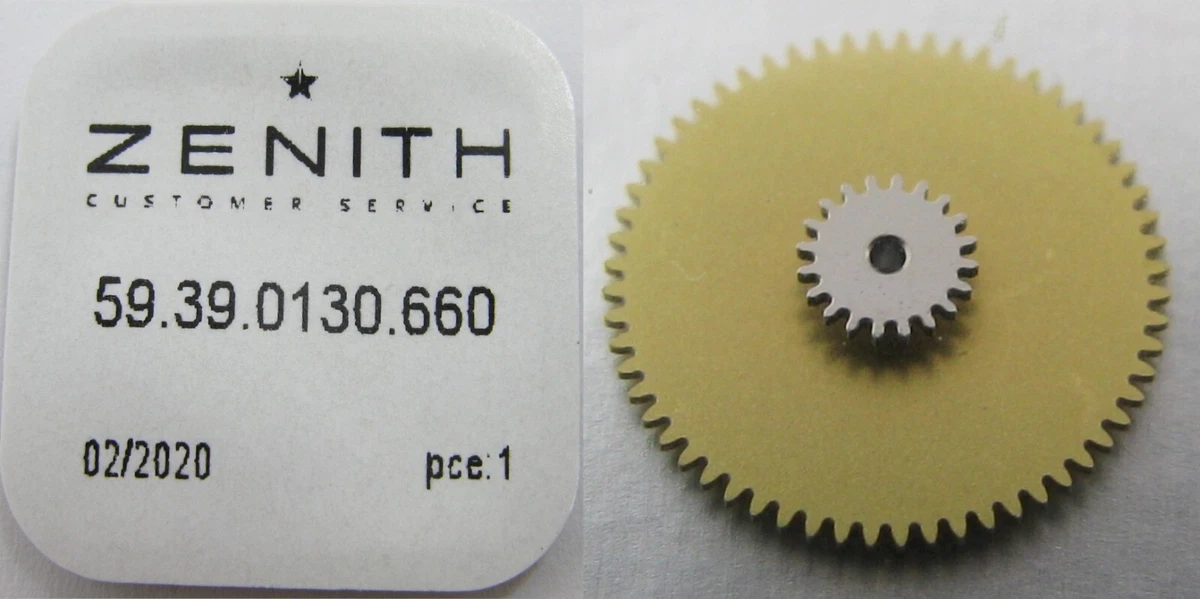 ZENITH
CUSTOMER SERVICE
59.39.0130.660
02/2020 pce:1